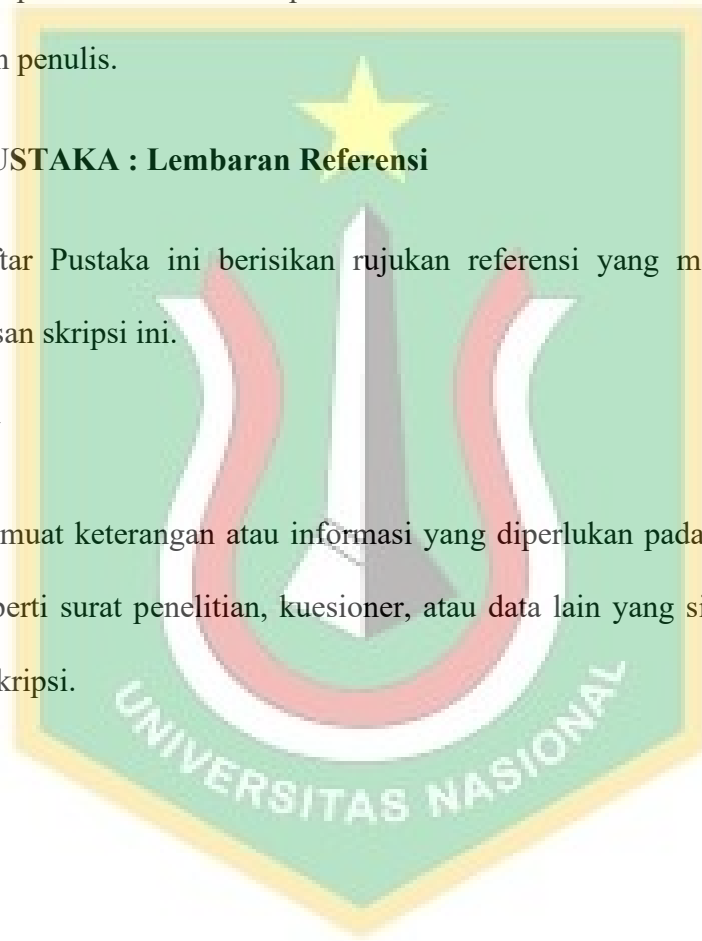 penulis.
USTAKA : Lembaran Referensi
tar Pustaka ini berisikan rujukan referensi yang m
san skripsi ini.
muat keterangan atau informasi yang diperlukan pada
perti surat penelitian, kuesioner, atau data lain yang si
kripsi.
UNIVERSITAS NASIONAL